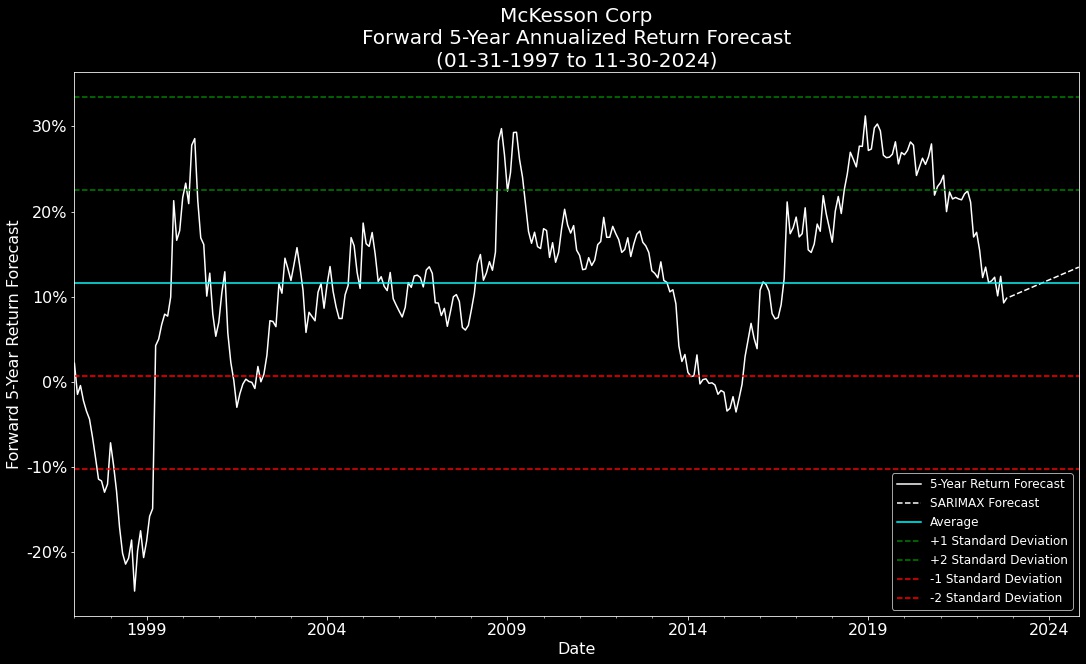 McKesson Corp
Forward 5-Year Annualized Return Forecast
(01-31-1997 to 11-30-2024)
Forward 5-Year Return Forecast
30%
20%
10%
0%
-10%
-20%
5-Year Return Forecast
SARIMAX Forecast
Average
+1 Standard Deviation
+2 Standard Deviation
-1 Standard Deviation
-2 Standard Deviation
1999
2004
2009
2014
2019
2024
Date